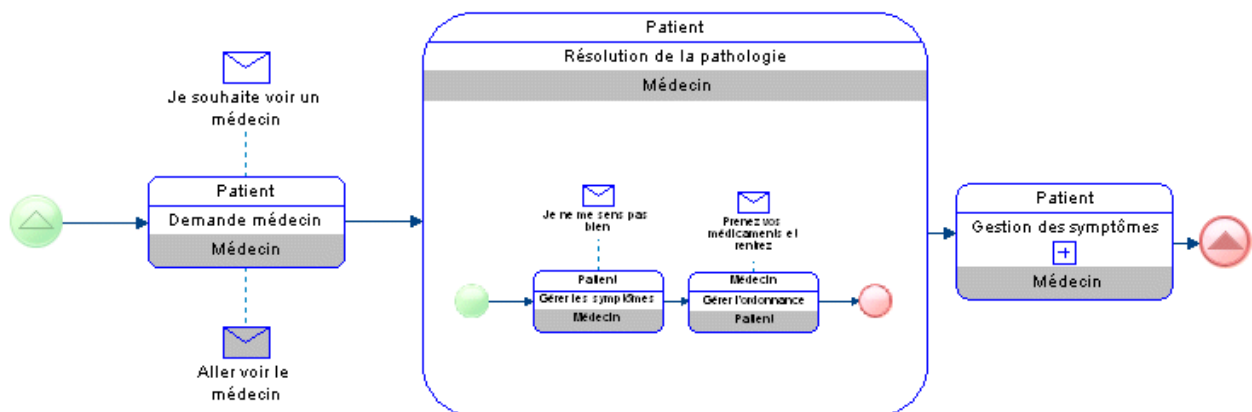 Je souhaite voir un
médecin
Patient
Demande médecin
Médecin
Aller voir le
médecin
Patient
Résolution de la pathologie
Médecin
Je ne me sens pas
bien
Patient
Gérer les symptômes
Médecin
Prenez vos
médicaments et
rentrez
Médecin
Gérer l'ordonnance
Patient
Patient
Gestion des symptômes
Médecin